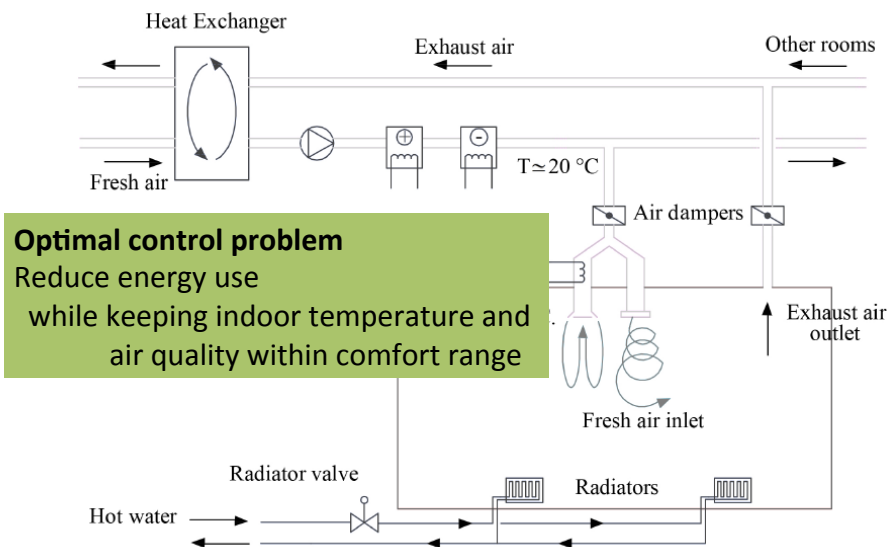 Heat Exchanger
Exhaust air
Other rooms
+
-
Fresh air
T≃20 °C
Air dampers
Optimal control problem
Reduce energy use
while keeping indoor temperature and
air quality within comfort range
Exhaust air
outlet
Fresh air inlet
Radiator valve
Radiators
Hot water